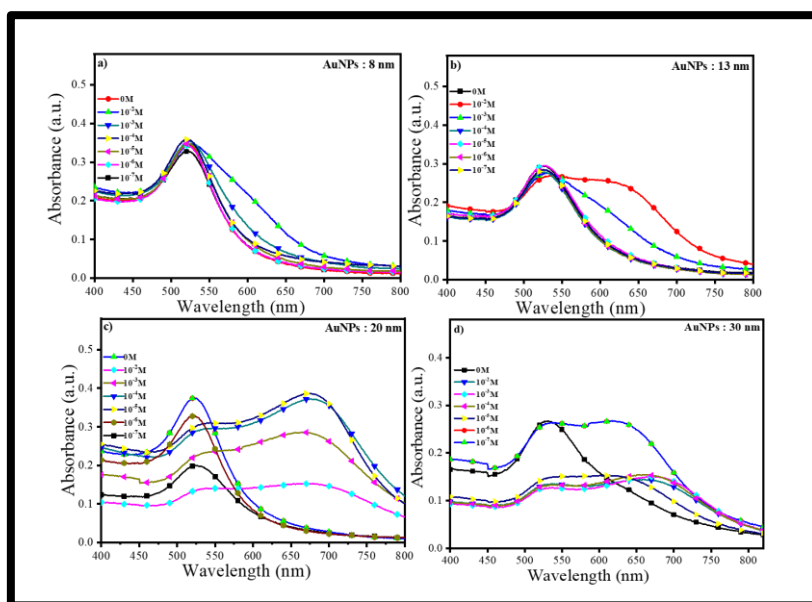 a)
AuNPs : 8 nm
0.5
0.4
0.3
0.2
0.1
0.0
Absorbance (a.u.)
0M
10⁻²M
10⁻³M
10⁻⁴M
10⁻⁵M
10⁻⁶M
10⁻⁷M
400 450 500 550 600 650 700 750 800
Wavelength (nm)
b)
AuNPs : 13 nm
0.5
0.4
0.3
0.2
0.1
0.0
Absorbance (a.u.)
0M
10⁻²M
10⁻³M
10⁻⁴M
10⁻⁵M
10⁻⁶M
10⁻⁷M
400 450 500 550 600 650 700 750 800
Wavelength (nm)
c)
AuNPs : 20 nm
0.5
0.4
0.3
0.2
0.1
0.0
Absorbance (a.u.)
0M
10⁻²M
10⁻³M
10⁻⁴M
10⁻⁵M
10⁻⁶M
10⁻⁷M
400 450 500 550 600 650 700 750 800
Wavelength (nm)
d)
AuNPs : 30 nm
0.4
0.3
0.2
0.1
0.0
Absorbance (a.u.)
0M
10⁻²M
10⁻³M
10⁻⁴M
10⁻⁵M
10⁻⁶M
10⁻⁷M
400 450 500 550 600 650 700 750 800
Wavelength (nm)